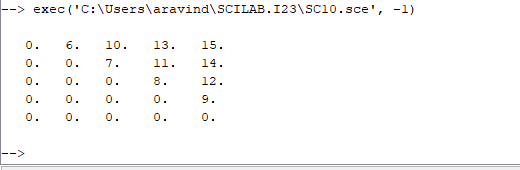 --> exec('C:\Users\aravind\SCILAB.I23\SC10.sce', -1)
0. 6. 10. 13. 15.
0. 0. 7. 11. 14.
0. 0. 0. 8. 12.
0. 0. 0. 0. 9.
0. 0. 0. 0. 0.
-->